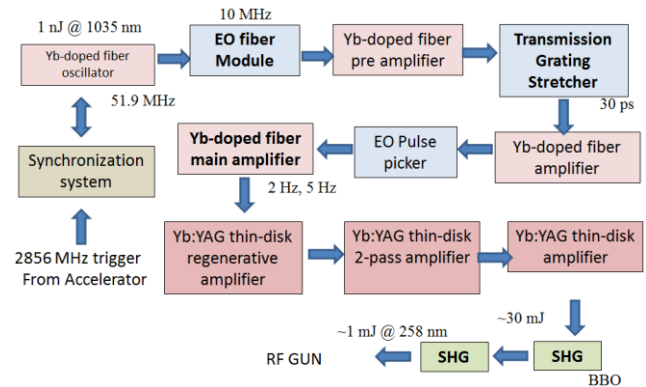 1 nJ @ 1035 nm
Yb-doped fiber
oscillator
10 MHz
EO fiber
Module
Yb-doped fiber
pre amplifier
Transmission
Grating
Stretcher
51.9 MHz
30 ps
Synchronization
system
Yb-doped fiber
main amplifier
EO Pulse
picker
Yb-doped fiber
amplifier
2 Hz, 5 Hz
2856 MHz trigger
From Accelerator
Yb:YAG thin-disk
regenerative
amplifier
Yb:YAG thin-disk
2-pass amplifier
Yb:YAG thin-disk
amplifier
~30 mJ
~1 mJ @ 258 nm
RF GUN
SHG
SHG
BBO